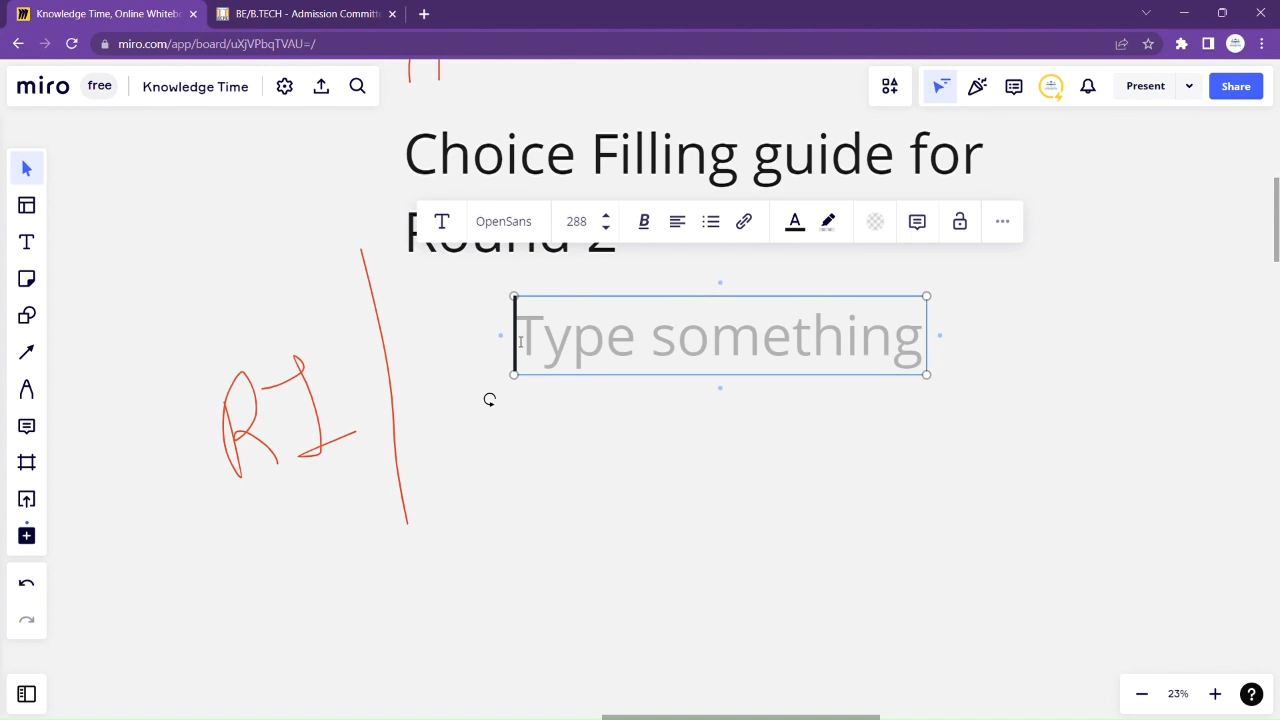 Knowledge Time, Online Whiteb
BE/B.TECH - Admission Committ
miro.com/app/board/uXjVPbqTVAU=/
miro
free
Knowledge Time
Present
Share
Choice Filling guide for
Round 2
OpenSans
288
B
A
Type something
RI
23%